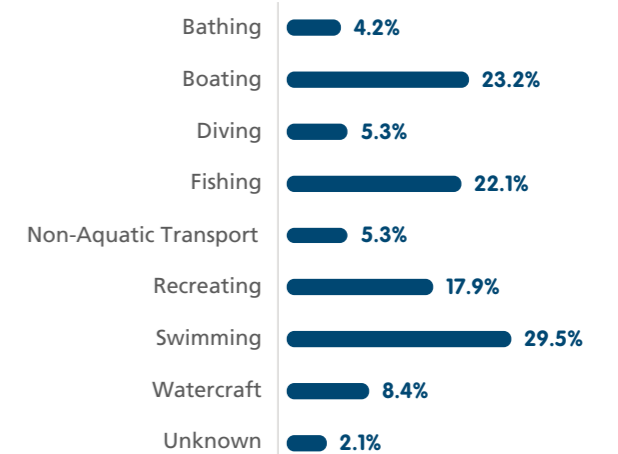 Bathing 4.2%
Boating 23.2%
Diving 5.3%
Fishing 22.1%
Non-Aquatic Transport 5.3%
Recreating 17.9%
Swimming 29.5%
Watercraft 8.4%
Unknown 2.1%